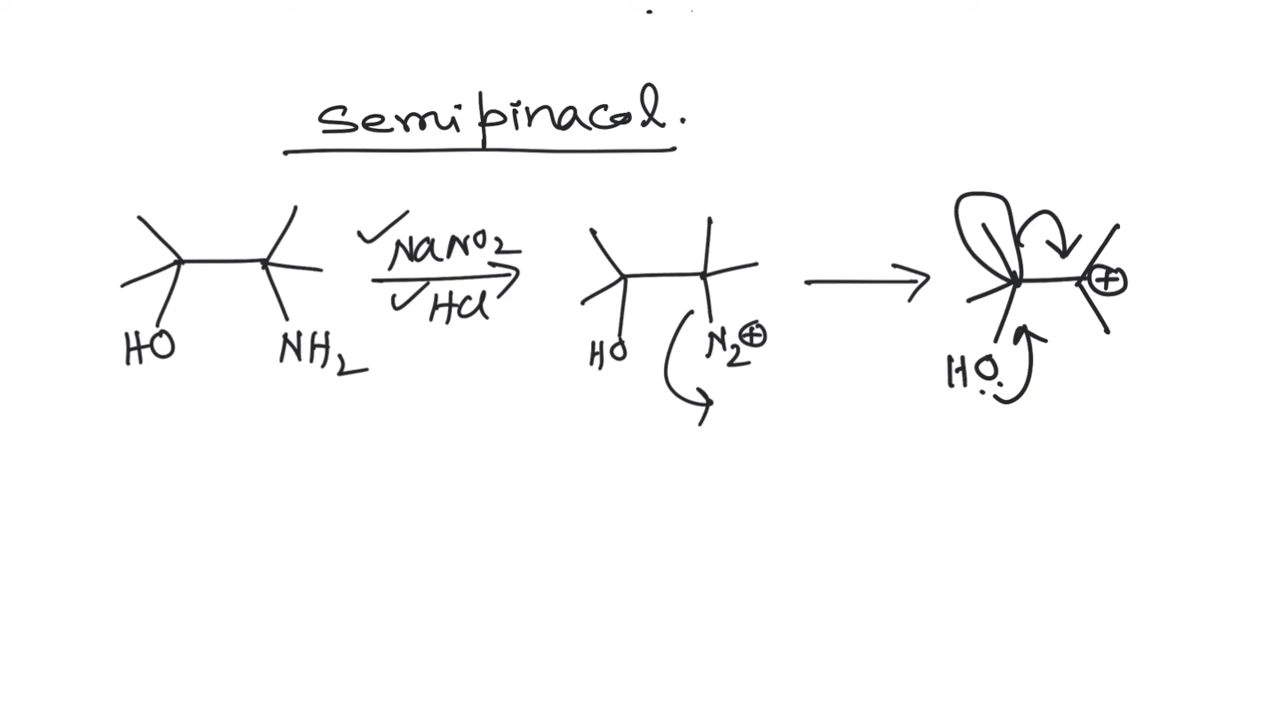 Semipinacol.
NaNO2
HCl
HO NH2
HO N2⊕
⊕
HO